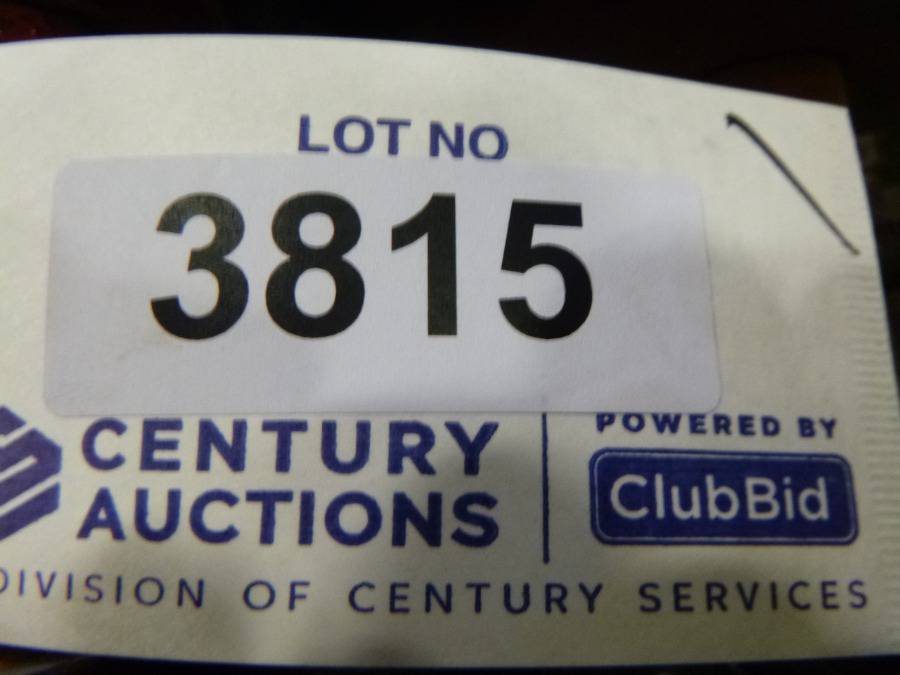 LOT NO
3815
CENTURY
AUCTIONS
POWERED BY
ClubBid
DIVISION OF CENTURY SERVICES